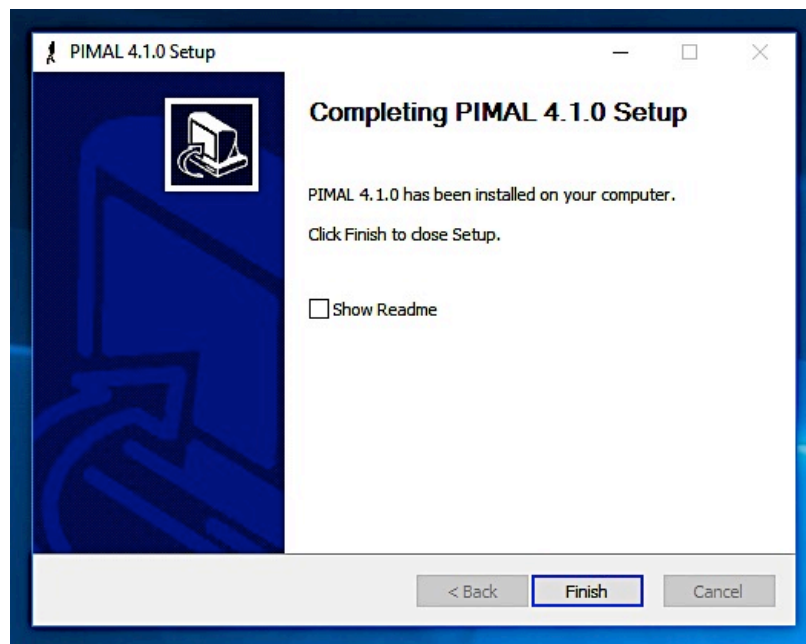 PIMAL 4.1.0 Setup
Completing PIMAL 4.1.0 Setup
PIMAL 4.1.0 has been installed on your computer.
Click Finish to close Setup.
Show Readme
< Back
Finish
Cancel